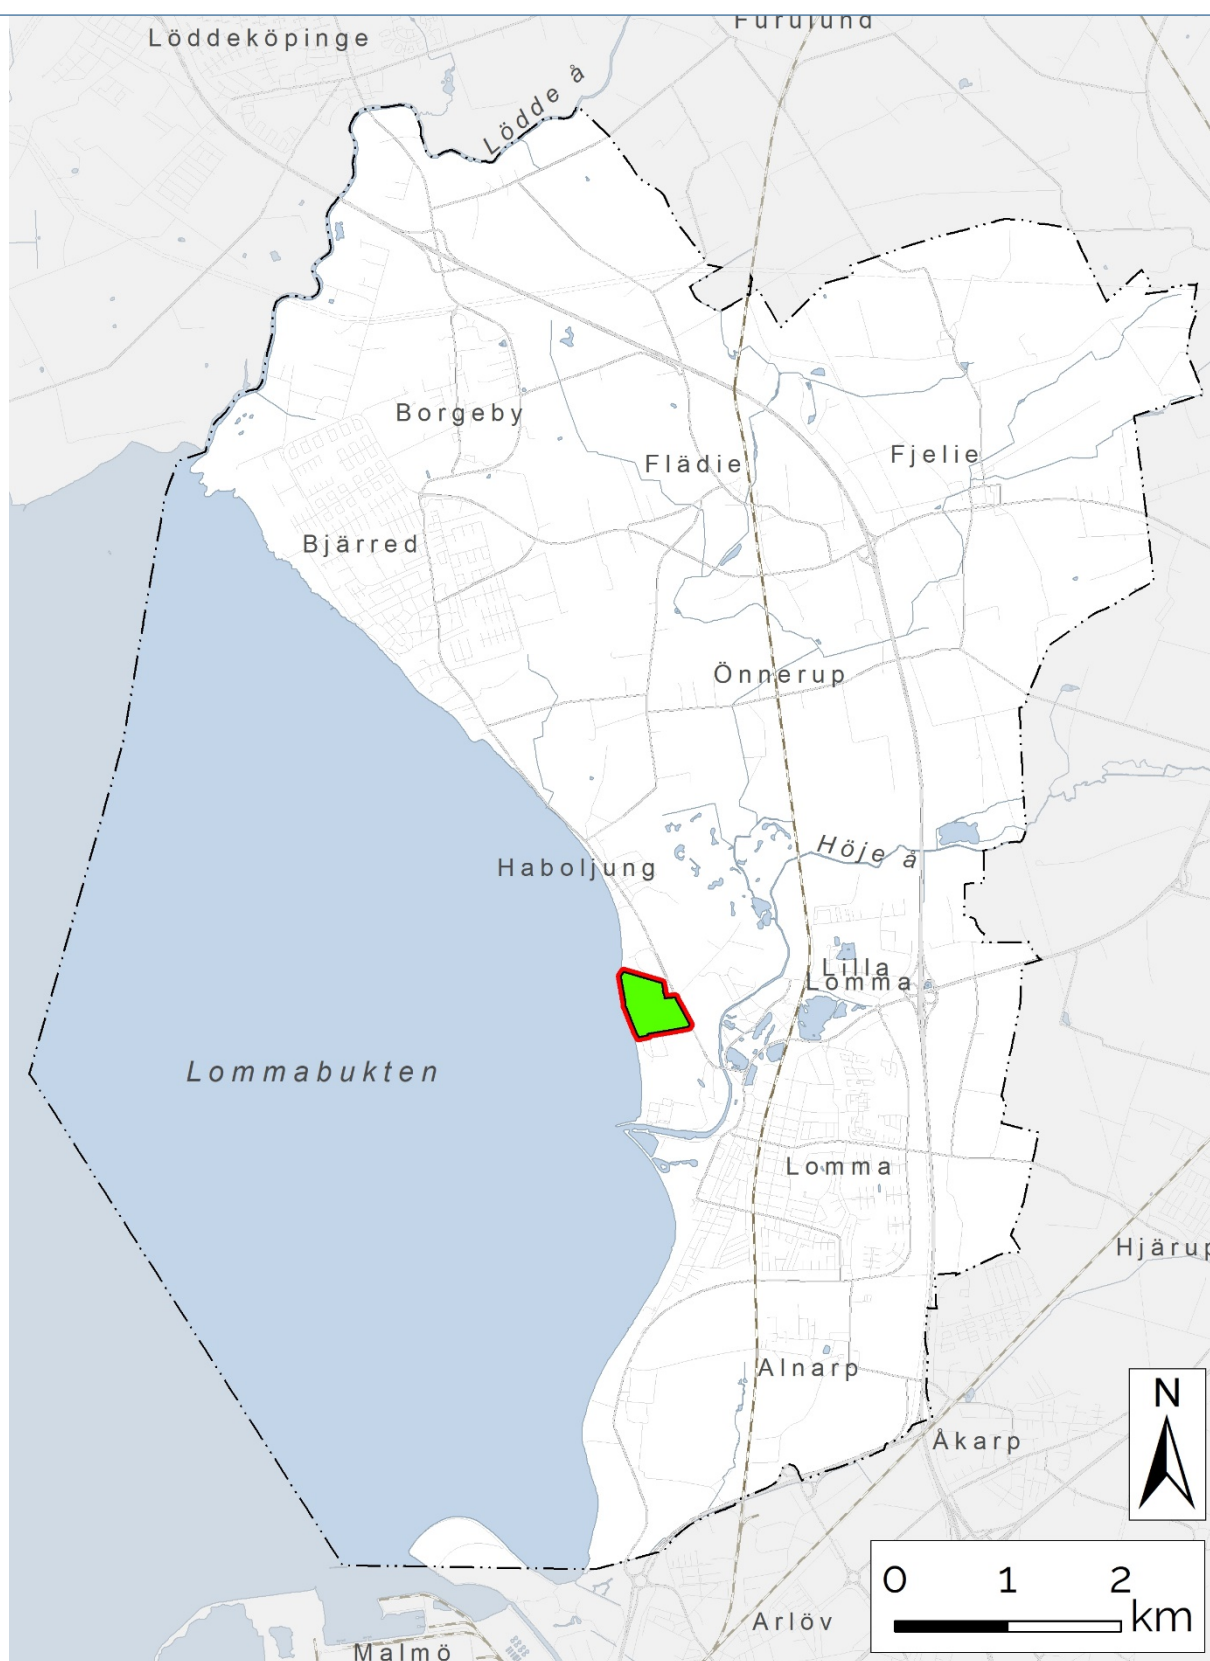 Furulund
Löddeköpinge
Lödde å
Borgeby
Flädie
Fjelie
Bjärred
Önnerup
Höje å
Haboljung
Lilla
Lomma
Lommabukten
Lomma
Hjärup
Alnarp
N
Åkarp
0 1 2
km
Arlöv
Malmö